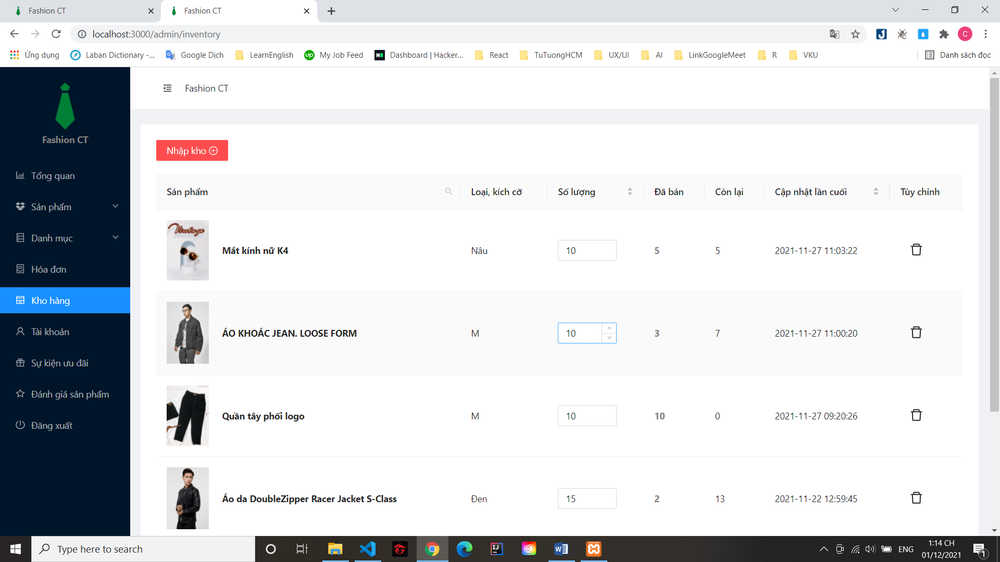 Fashion CT
Fashion CT
localhost:3000/admin/inventory
C
Ứng dụng
Laban Dictionary -...
Google Dịch
LearnEnglish
My Job Feed
Dashboard | Hacker...
React
TuTuongHCM
UX/UI
AI
LinkGoogleMeet
R
VKU
Danh sách đọc
Fashion CT
Tổng quan
Sản phẩm
Danh mục
Hóa đơn
Kho hàng
Tài khoản
Sự kiện ưu đãi
Đánh giá sản phẩm
Đăng xuất
Fashion CT
Nhập kho
Sản phẩm
Loại, kích cỡ
Số lượng
Đã bán
Còn lại
Cập nhật lần cuối
Tùy chỉnh
Vintage
Mắt kính nữ K4
Nâu
10
5
5
2021-11-27 11:03:22
ÁO KHOÁC JEAN. LOOSE FORM
M
10
3
7
2021-11-27 11:00:20
Quần tây phối logo
M
10
10
0
2021-11-27 09:20:26
Áo da DoubleZipper Racer Jacket S-Class
Đen
15
2
13
2021-11-22 12:59:45
Type here to search
ENG
1:14 CH
01/12/2021
1